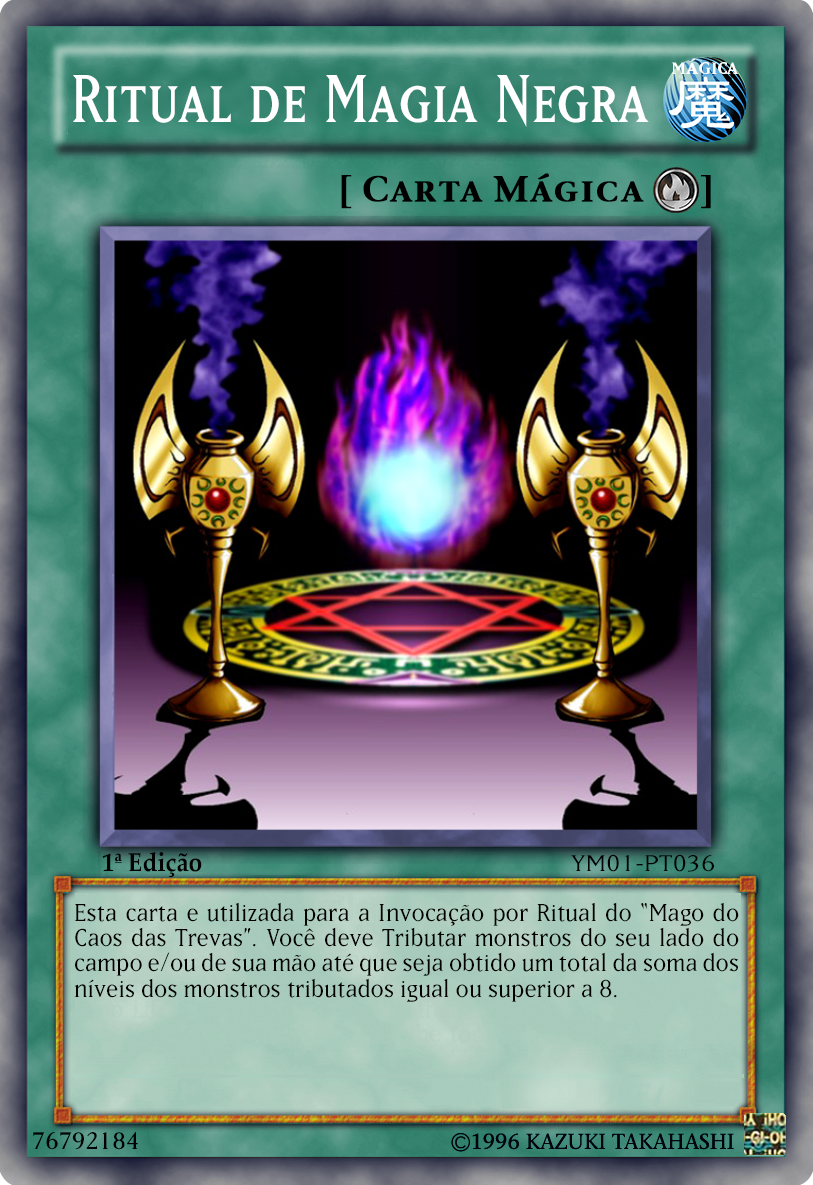 Ritual de Magia Negra
MAGICA
魔
[ Carta Mágica ]
1ª Edição
YM01-PT036
Esta carta e utilizada para a Invocação por Ritual do “Mago do
Caos das Trevas”. Você deve Tributar monstros do seu lado do
campo e/ou de sua mão até que seja obtido um total da soma dos
níveis dos monstros tributados igual ou superior a 8.
76792184
©1996 KAZUKI TAKAHASHI